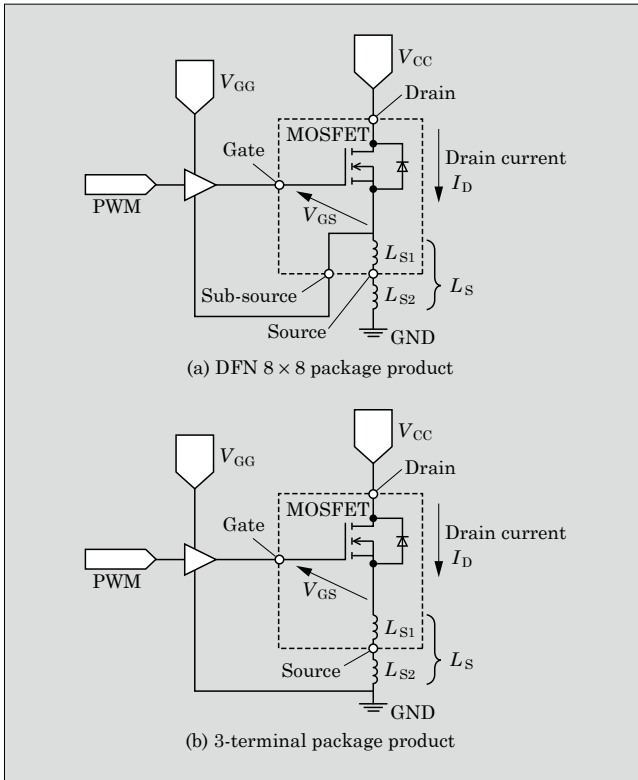 V_CC
V_GG
Drain
MOSFET
Gate
Drain current
I_D
PWM
V_GS
L_S1
L_S
Sub-source
L_S2
Source
GND
(a) DFN 8 × 8 package product
V_CC
V_GG
Drain
MOSFET
Gate
Drain current
I_D
PWM
V_GS
L_S1
L_S
Source
L_S2
GND
(b) 3-terminal package product